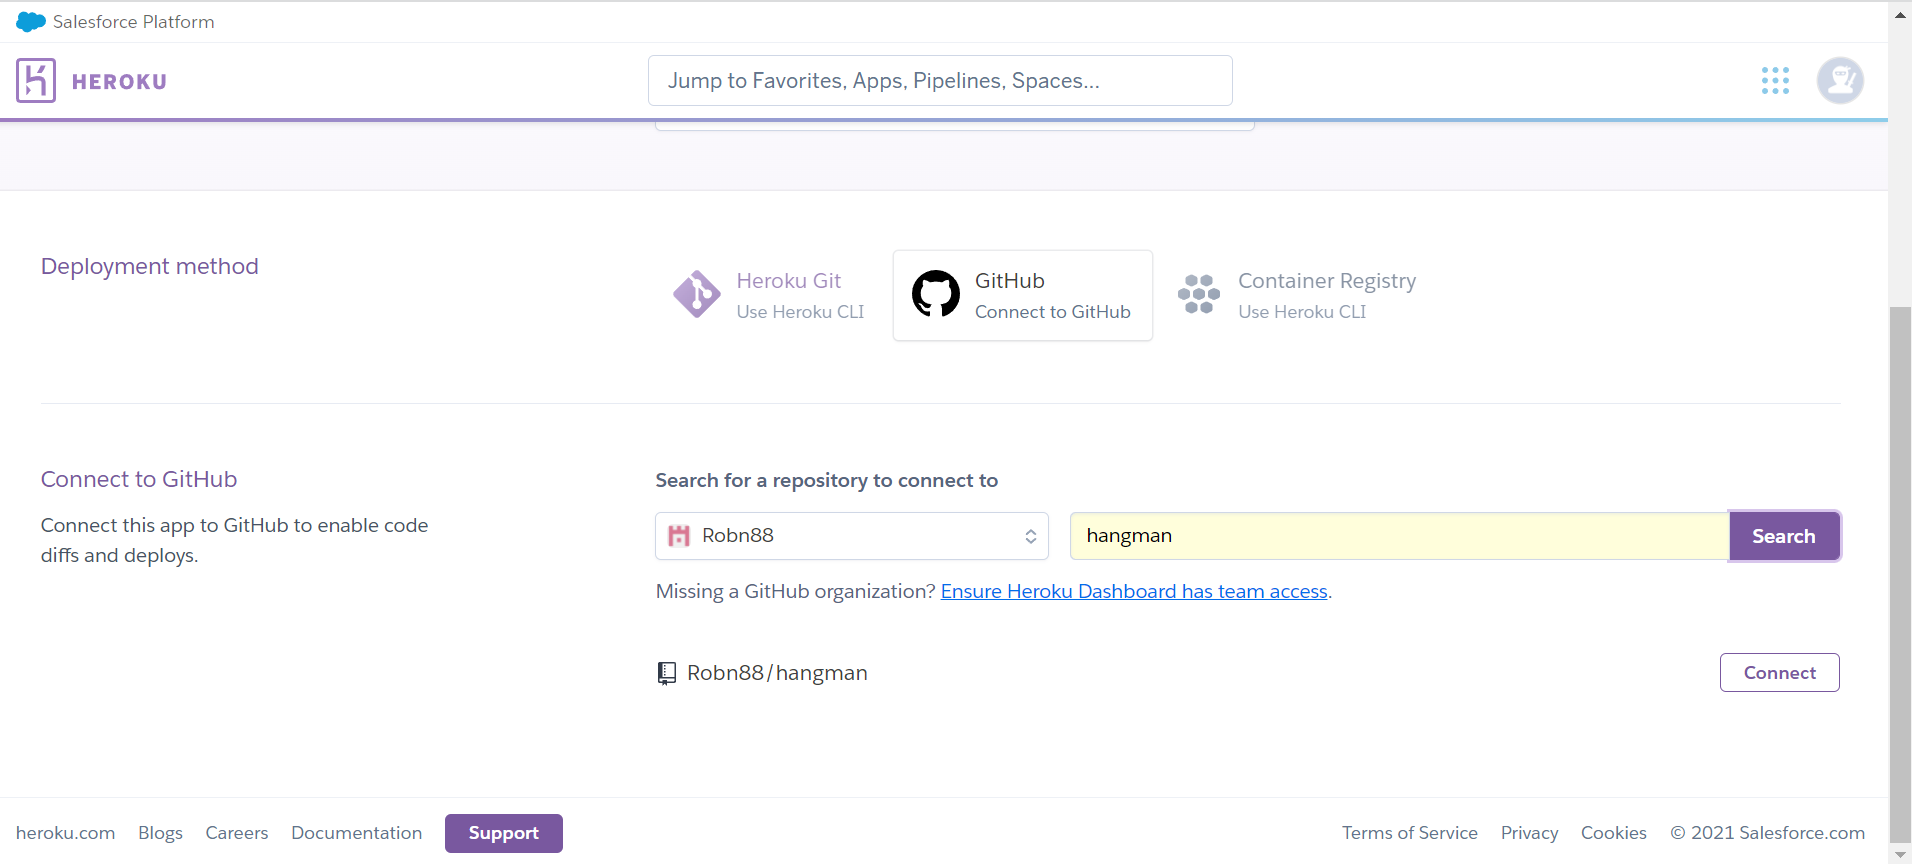 Salesforce Platform
HEROKU
Jump to Favorites, Apps, Pipelines, Spaces...
Deployment method
Heroku Git
Use Heroku CLI
GitHub
Connect to GitHub
Container Registry
Use Heroku CLI
Connect to GitHub
Connect this app to GitHub to enable code
diffs and deploys.
Search for a repository to connect to
Robn88
hangman
Search
Missing a GitHub organization? Ensure Heroku Dashboard has team access.
Robn88/hangman
Connect
heroku.com Blogs Careers Documentation Support Terms of Service Privacy Cookies © 2021 Salesforce.com